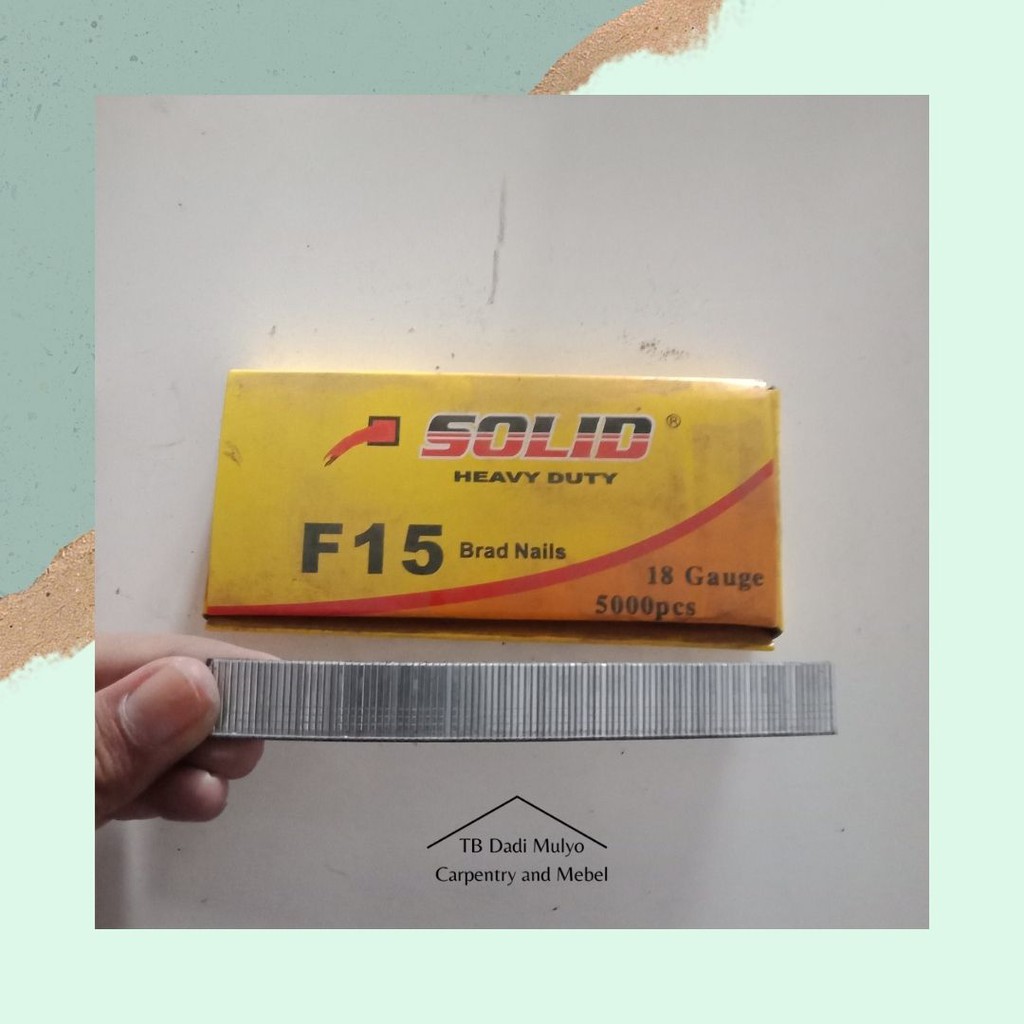 SOLID ®
HEAVY DUTY
F15 Brad Nails
18 Gauge
5000pcs
TB Dadi Mulyo
Carpentry and Mebel